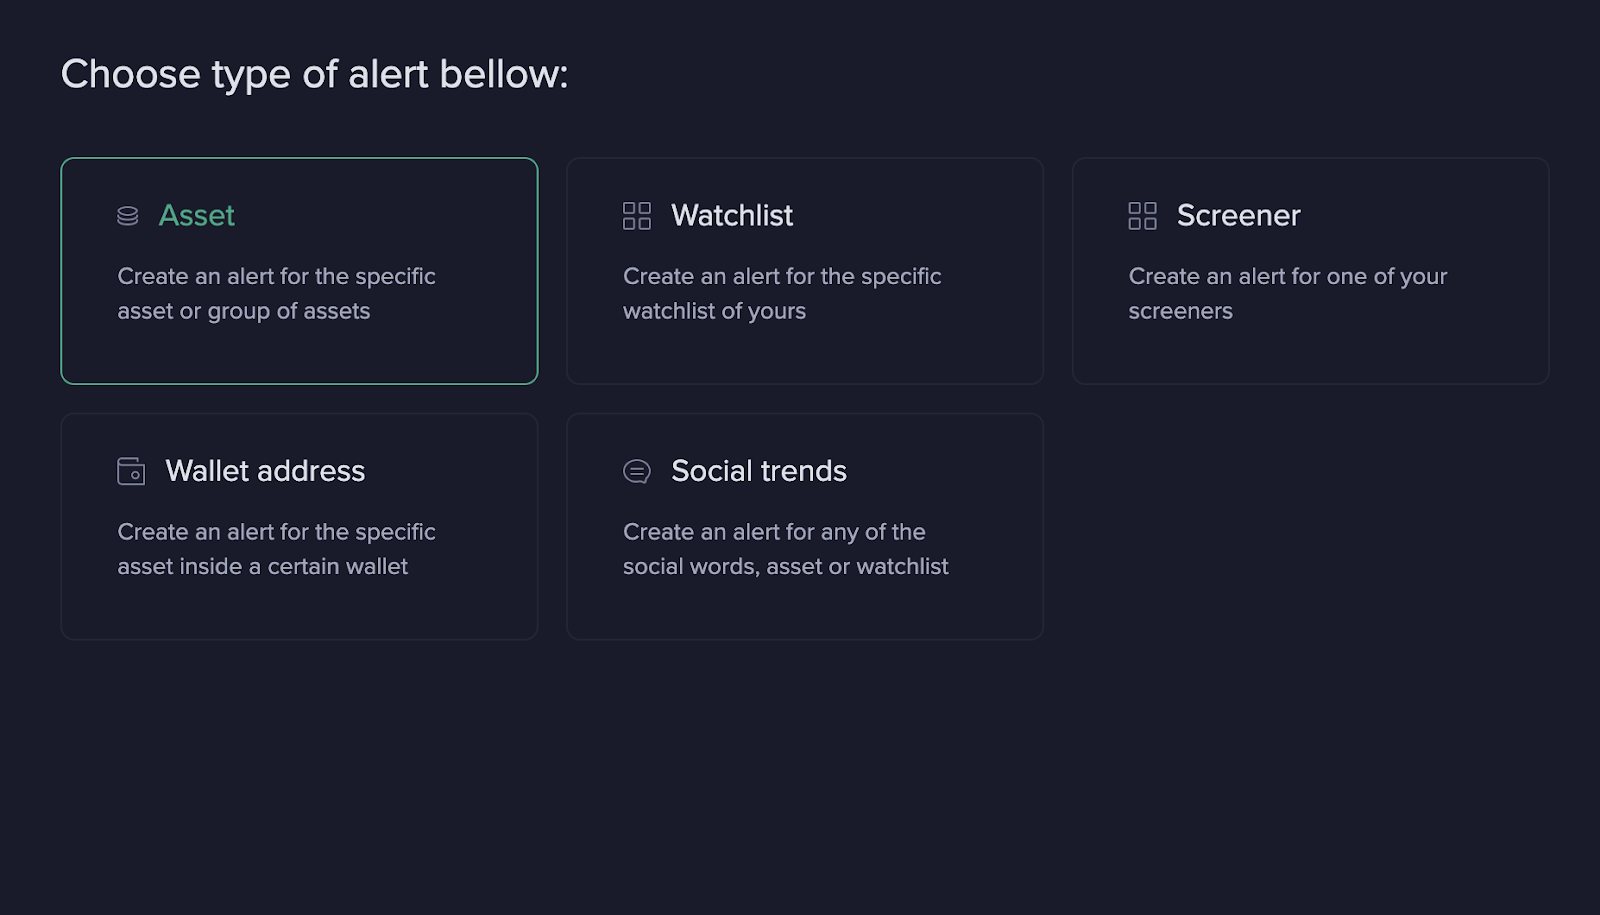 Choose type of alert bellow:
Asset
Create an alert for the specific
asset or group of assets
Watchlist
Create an alert for the specific
watchlist of yours
Screener
Create an alert for one of your
screeners
Wallet address
Create an alert for the specific
asset inside a certain wallet
Social trends
Create an alert for any of the
social words, asset or watchlist